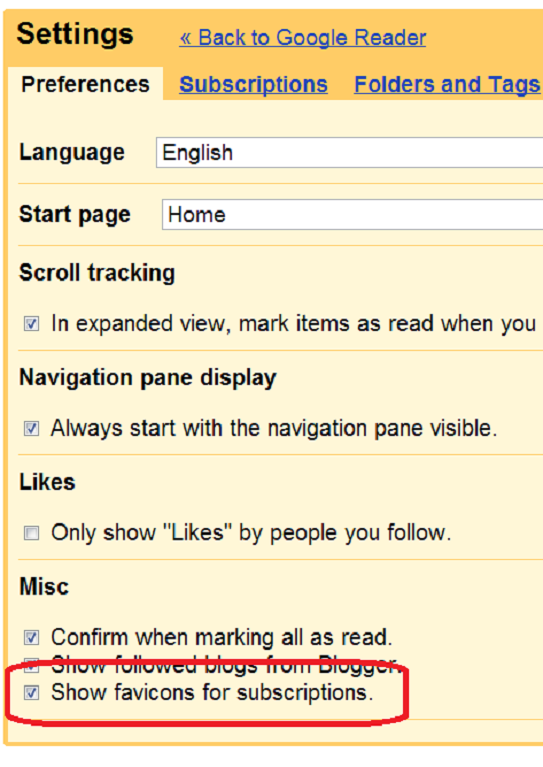 Settings « Back to Google Reader
Preferences Subscriptions Folders and Tags
Language English
Start page Home
Scroll tracking
In expanded view, mark items as read when you
Navigation pane display
Always start with the navigation pane visible.
Likes
Only show "Likes" by people you follow.
Misc
Confirm when marking all as read.
Show followed blogs from Blogger.
Show favicons for subscriptions.